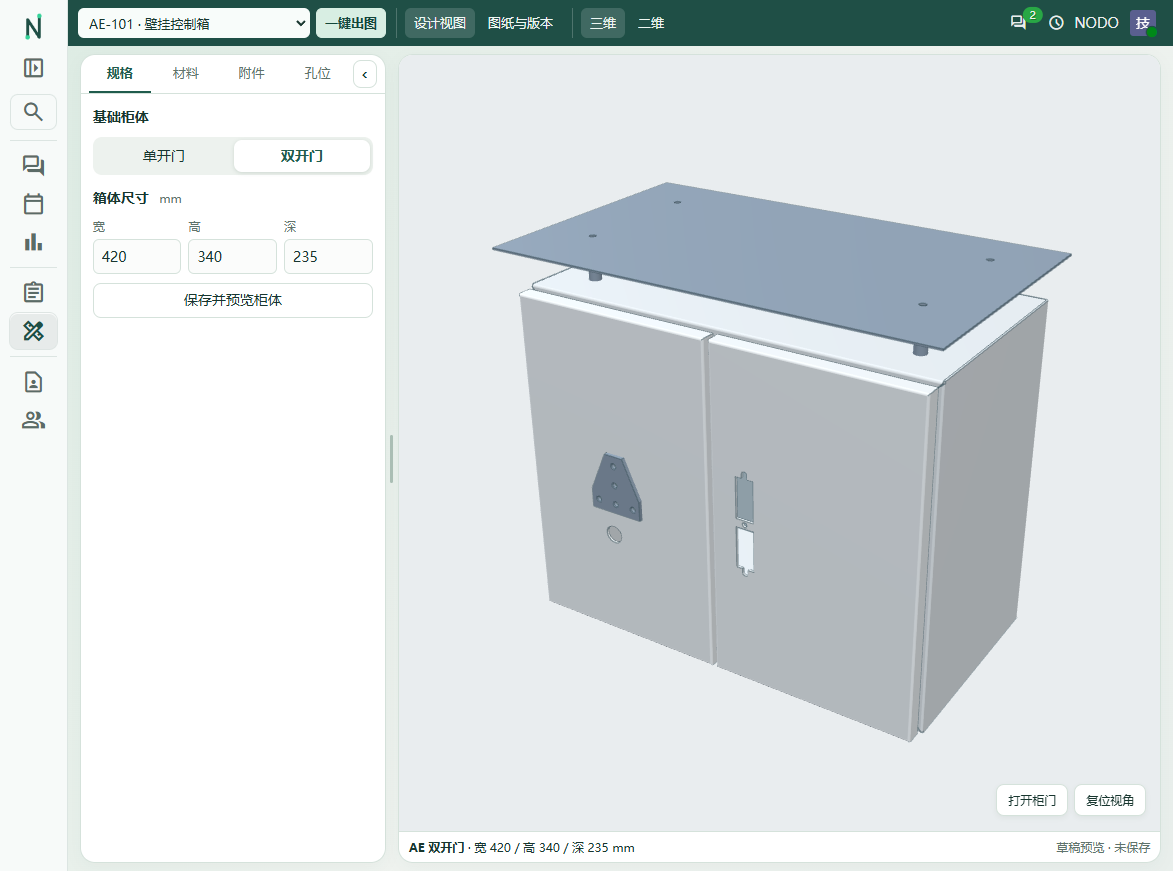 AE-101 · 壁挂控制箱
一键出图
设计视图
图纸与版本
三维
二维
2
NODO
技
规格
材料
附件
孔位
基础柜体
单开门
双开门
箱体尺寸 mm
宽
高
深
420
340
235
保存并预览柜体
打开柜门
复位视角
AE 双开门 · 宽 420 / 高 340 / 深 235 mm
草稿预览 · 未保存